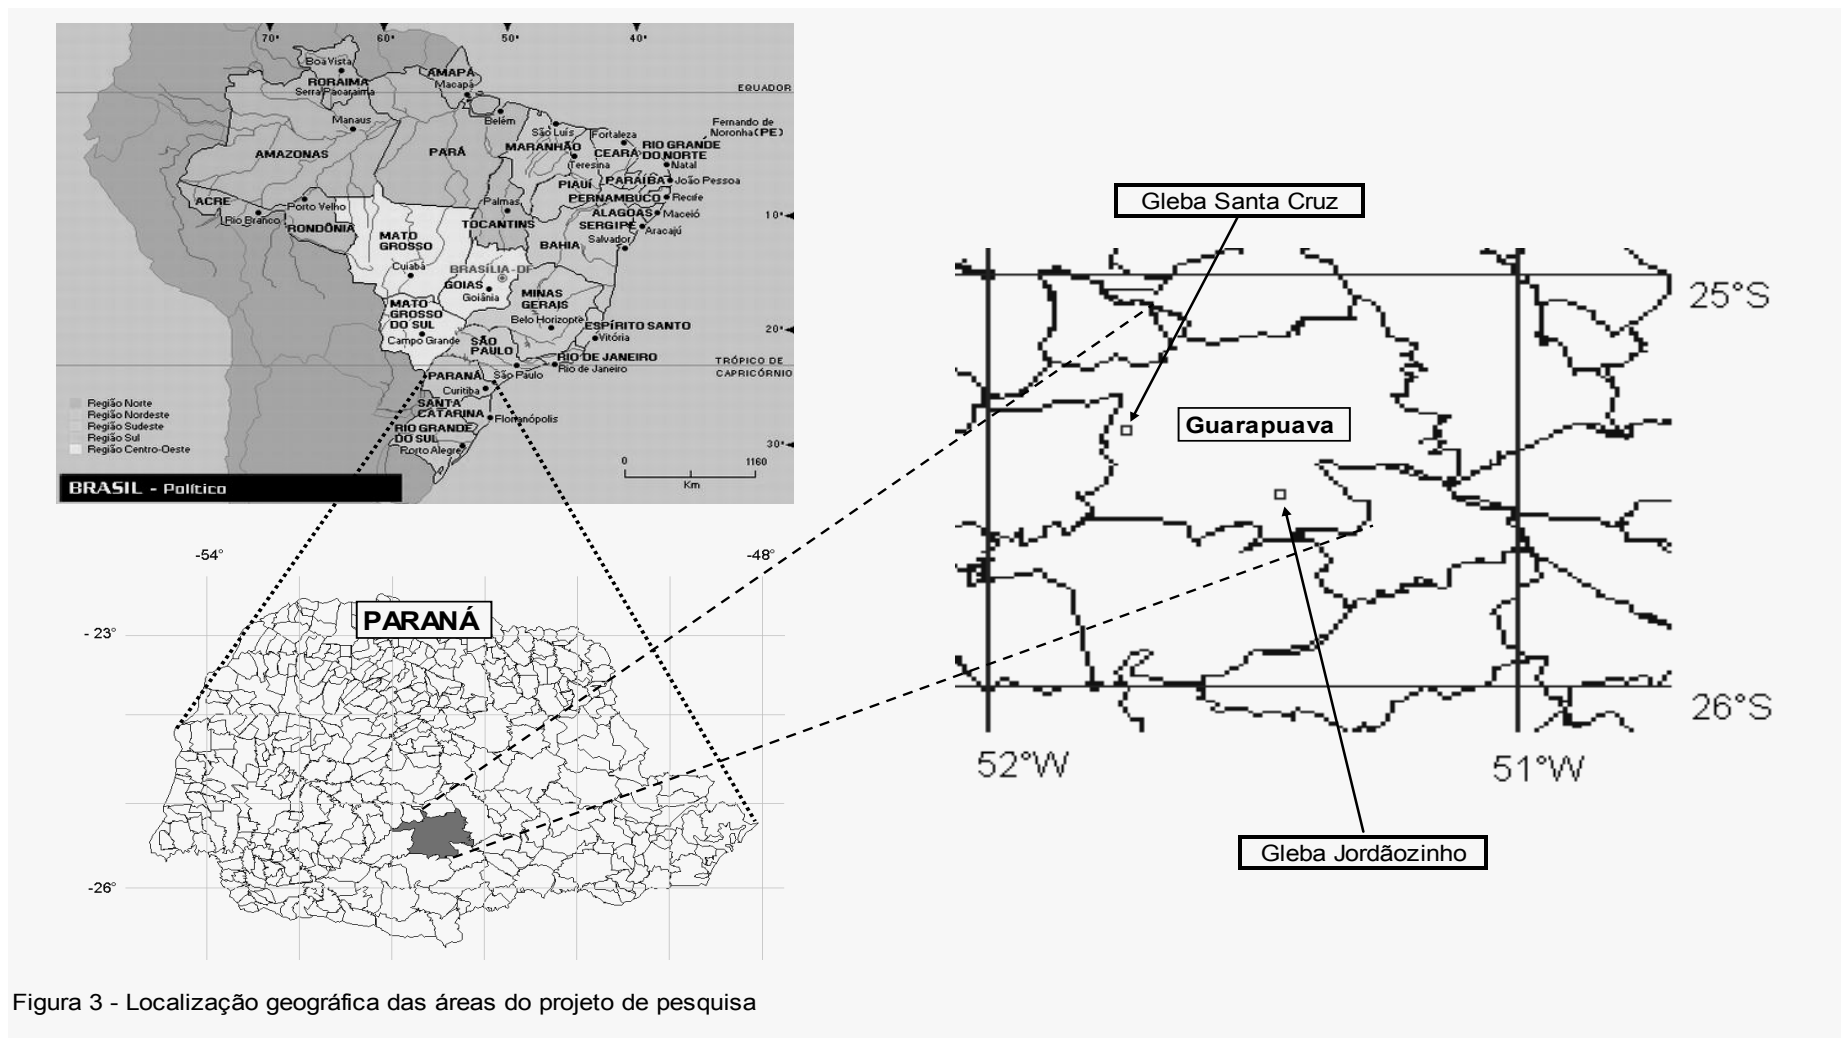 70°
60°
50°
40°
Boa Vista
RORAIMA
Serra Pacaraima
AMAPÁ
Macapá
EQUADOR
Manaus
Belém
São Luís
Fortaleza
Fernando de
Noronha(PE)
AMAZONAS
PARÁ
MARANHÃO
CEARÁ
RIO GRANDE
DO NORTE
Teresina
Natal
PIAUÍ
PARAÍBA
João Pessoa
ACRE
Porto Velho
Palmas
PERNAMBUCO
Recife
Rio Branco
RONDÔNIA
TOCANTINS
ALAGOAS
Maceió
10°
SERGIPE
Aracajú
MATO
GROSSO
BAHIA
Salvador
Cuiabá
BRASÍLIA-DF
GOIAS
Goiânia
MINAS
GERAIS
MATO
GROSSO
DO SUL
Belo Horizonte
ESPÍRITO SANTO
20°
Campo Grande
SÃO
PAULO
Vitória
RIO DE JANEIRO
Rio de Janeiro
TRÓPICO DE
CAPRICÓRNIO
PARANÁ
São Paulo
Curitiba
SANTA
CATARINA
Florianópolis
RIO GRANDE
DO SUL
Porto Alegre
30°
Região Norte
Região Nordeste
Região Sudeste
Região Sul
Região Centro-Oeste
0
1160
Km
BRASIL - Político
-54°
-48°
PARANÁ
- 23°
-26°
Gleba Santa Cruz
25°S
Guarapuava
26°S
52°W
51°W
Gleba Jordãozinho
Figura 3 - Localização geográfica das áreas do projeto de pesquisa